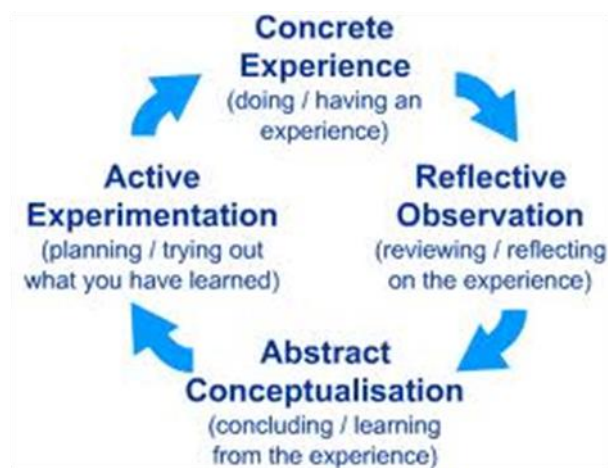 Concrete
Experience
(doing / having an
experience)
Reflective
Observation
(reviewing / reflecting
on the experience)
Abstract
Conceptualisation
(concluding / learning
from the experience)
Active
Experimentation
(planning / trying out
what you have learned)